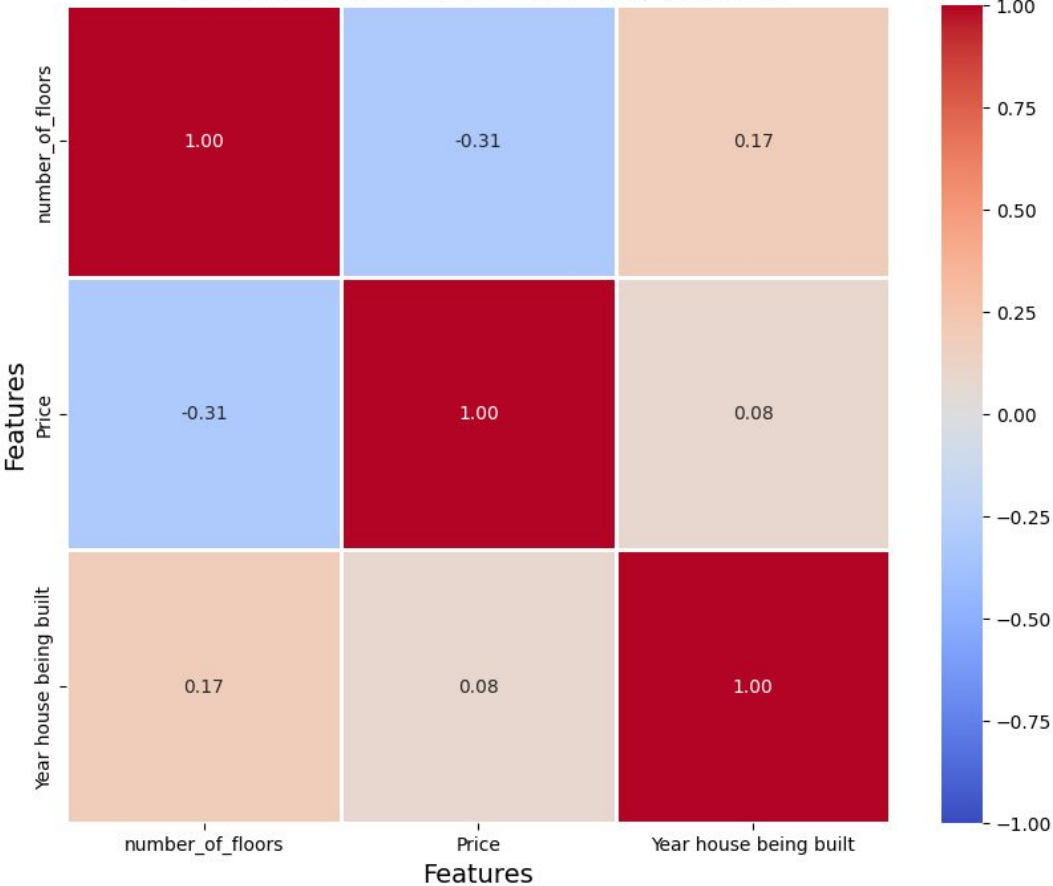 1.00
number_of_floors
1.00
-0.31
0.17
0.75
0.50
0.25
Features
Price
-0.31
1.00
0.08
0.00
−0.25
−0.50
Year house being built
0.17
0.08
1.00
−0.75
−1.00
number_of_floors
Price
Year house being built
Features